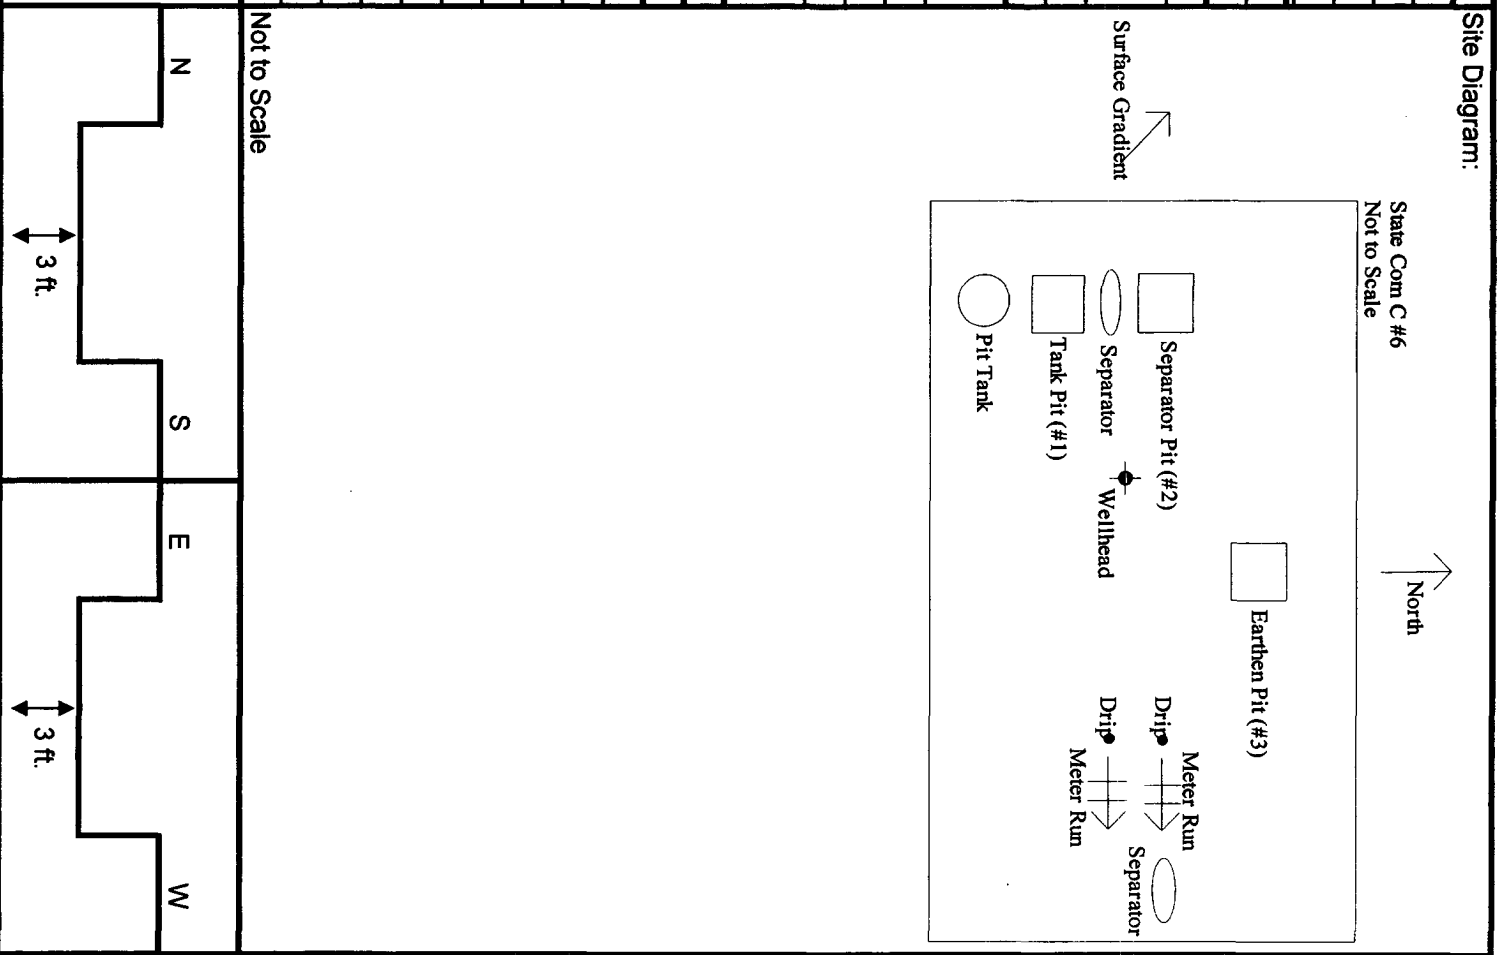 Site Diagram:
State Com C #6
Not to Scale
North
Surface Gradient
Earthen Pit (#3)
Separator Pit (#2)
Separator
Tank Pit (#1)
Pit Tank
Wellhead
Drip
Meter Run
Drip
Meter Run
Separator
Not to Scale
N
S
E
W
3 ft.
3 ft.